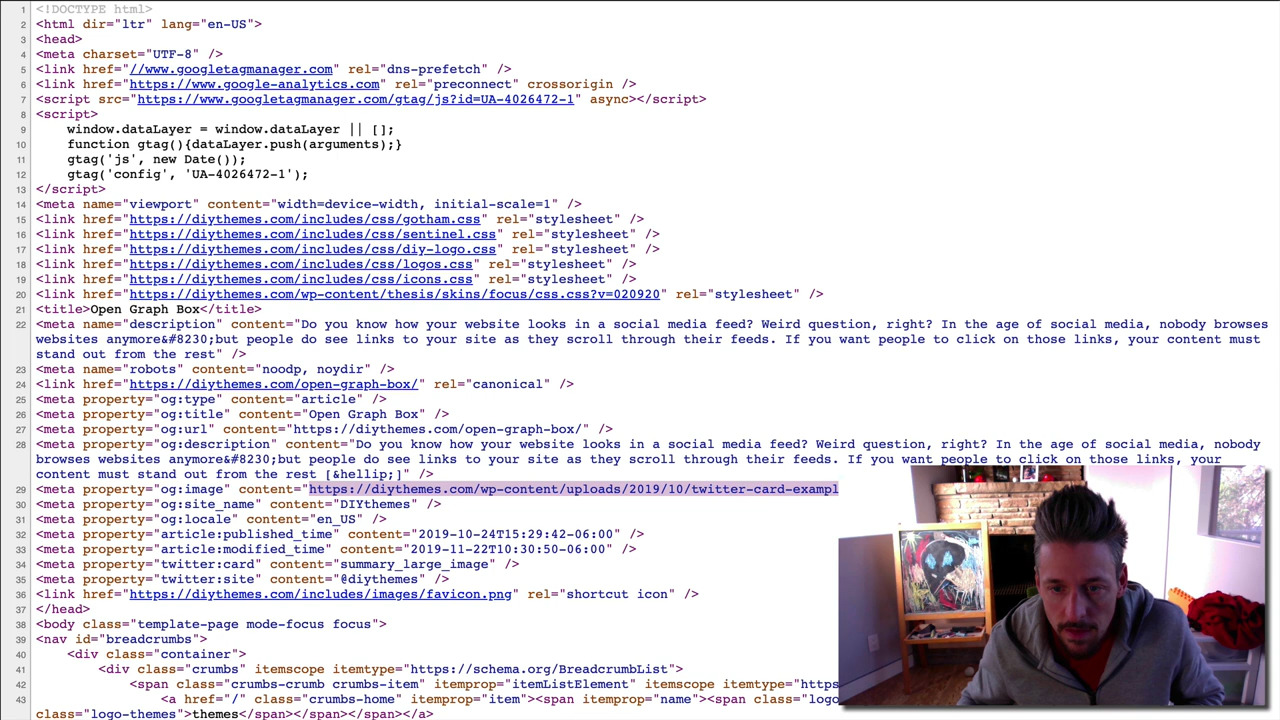 1 <!DOCTYPE html>
2 <html dir="ltr" lang="en-US">
3 <head>
4 <meta charset="UTF-8" />
5 <link href="//www.googletagmanager.com" rel="dns-prefetch" />
6 <link href="https://www.google-analytics.com" rel="preconnect" crossorigin />
7 <script src="https://www.googletagmanager.com/gtag/js?id=UA-4026472-1" async></script>
8 <script>
9 window.dataLayer = window.dataLayer || [];
10 function gtag(){dataLayer.push(arguments);}
11 gtag('js', new Date());
12 gtag('config', 'UA-4026472-1');
13 </script>
14 <meta name="viewport" content="width=device-width, initial-scale=1" />
15 <link href="https://diythemes.com/includes/css/gotham.css" rel="stylesheet" />
16 <link href="https://diythemes.com/includes/css/sentinel.css" rel="stylesheet" />
17 <link href="https://diythemes.com/includes/css/diy-logo.css" rel="stylesheet" />
18 <link href="https://diythemes.com/includes/css/logos.css" rel="stylesheet" />
19 <link href="https://diythemes.com/includes/css/icons.css" rel="stylesheet" />
20 <link href="https://diythemes.com/wp-content/thesis/skins/focus/css.css?v=020920" rel="stylesheet" />
21 <title>Open Graph Box</title>
22 <meta name="description" content="Do you know how your website looks in a social media feed? Weird question, right? In the age of social media, nobody browses
websites anymore&#8230;but people do see links to your site as they scroll through their feeds. If you want people to click on those links, your content must
stand out from the rest" />
23 <meta name="robots" content="noodp, noydir" />
24 <link href="https://diythemes.com/open-graph-box/" rel="canonical" />
25 <meta property="og:type" content="article" />
26 <meta property="og:title" content="Open Graph Box" />
27 <meta property="og:url" content="https://diythemes.com/open-graph-box/" />
28 <meta property="og:description" content="Do you know how your website looks in a social media feed? Weird question, right? In the age of social media, nobody
browses websites anymore&#8230;but people do see links to your site as they scroll through their feeds. If you want people to click on those links, your
content must stand out from the rest [&hellip;]" />
29 <meta property="og:image" content="https://diythemes.com/wp-content/uploads/2019/10/twitter-card-exampl
30 <meta property="og:site_name" content="DIYthemes" />
31 <meta property="og:locale" content="en_US" />
32 <meta property="article:published_time" content="2019-10-24T15:29:42-06:00" />
33 <meta property="article:modified_time" content="2019-11-22T10:30:50-06:00" />
34 <meta property="twitter:card" content="summary_large_image" />
35 <meta property="twitter:site" content="@diythemes" />
36 <link href="https://diythemes.com/includes/images/favicon.png" rel="shortcut icon" />
37 </head>
38 <body class="template-page mode-focus focus">
39 <nav id="breadcrumbs">
40 <div class="container">
41 <div class="crumbs" itemscope itemtype="https://schema.org/BreadcrumbList">
42 <span class="crumbs-crumb crumbs-item" itemprop="itemListElement" itemscope itemtype="https
43 <a href="/" class="crumbs-home" itemprop="item"><span itemprop="name"><span class="logo
class="logo-themes">themes</span></span></span></a>